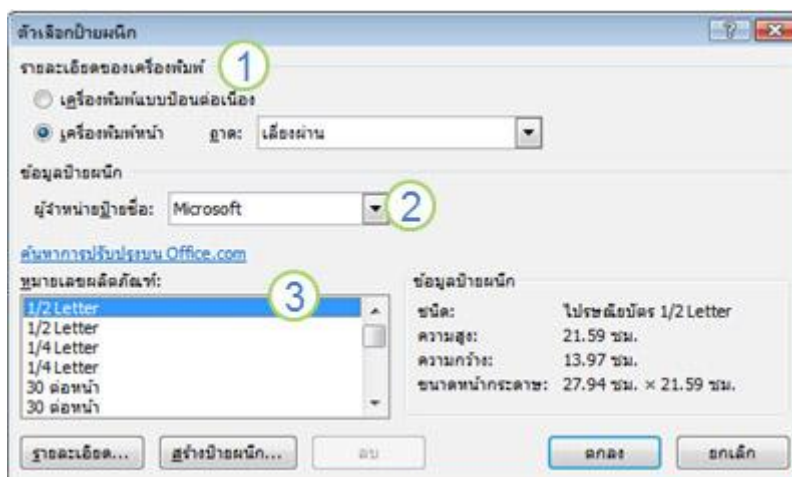 ตัวเลือกป้ายผนึก
รายละเอียดของเครื่องพิมพ์ 1
เครื่องพิมพ์แบบป้อนต่อเนื่อง
เครื่องพิมพ์หน้า ถาด: เลี่ยงผ่าน
ข้อมูลป้ายผนึก
ผู้จำหน่ายป้ายชื่อ: Microsoft 2
ค้นหาการปรับปรุงบน Office.com
หมายเลขผลิตภัณฑ์: 3
1/2 Letter
1/2 Letter
1/4 Letter
1/4 Letter
30 ต่อหน้า
30 ต่อหน้า
ข้อมูลป้ายผนึก
ชนิด: ไปรษณียบัตร 1/2 Letter
ความสูง: 21.59 ซม.
ความกว้าง: 13.97 ซม.
ขนาดหน้ากระดาษ: 27.94 ซม. × 21.59 ซม.
รายละเอียด... สร้างป้ายผนึก... ลบ ตกลง ยกเลิก